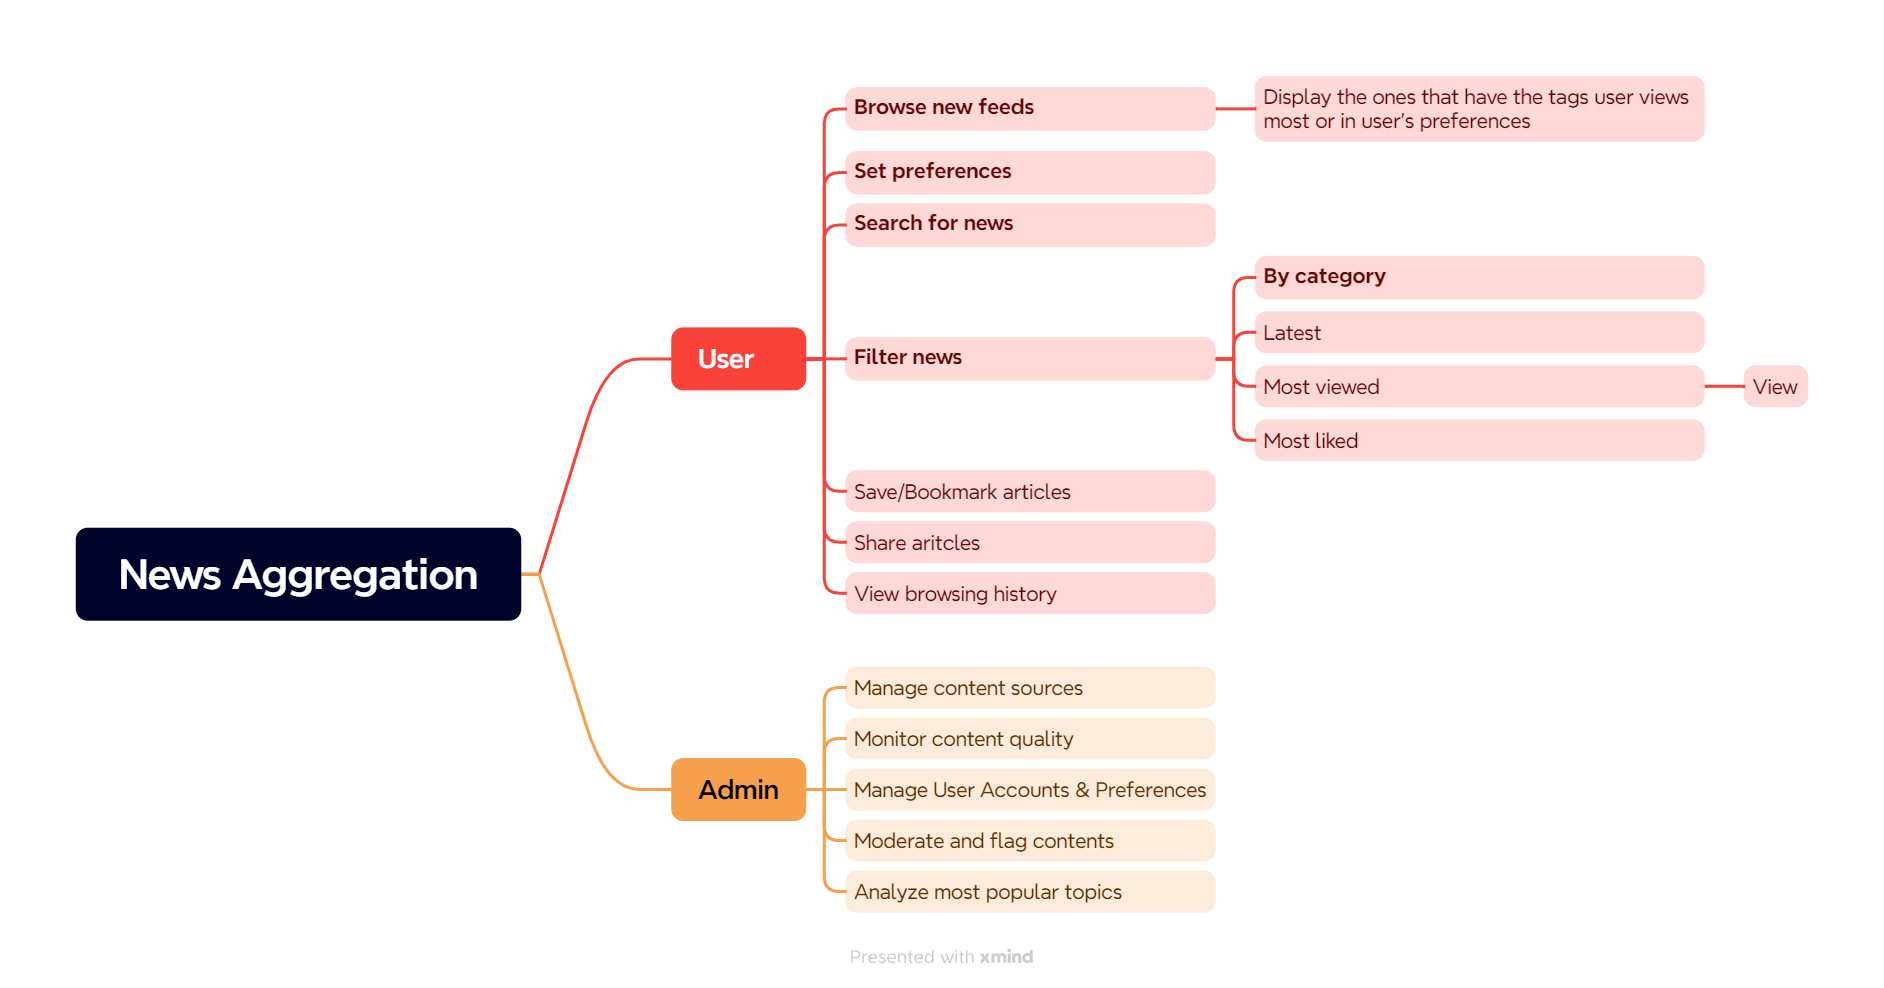 News Aggregation
User
Browse new feeds
Display the ones that have the tags user views
most or in user's preferences
Set preferences
Search for news
Filter news
By category
Latest
Most viewed
View
Most liked
Save/Bookmark articles
Share aritcles
View browsing history
Admin
Manage content sources
Monitor content quality
Manage User Accounts & Preferences
Moderate and flag contents
Analyze most popular topics
Presented with xmind